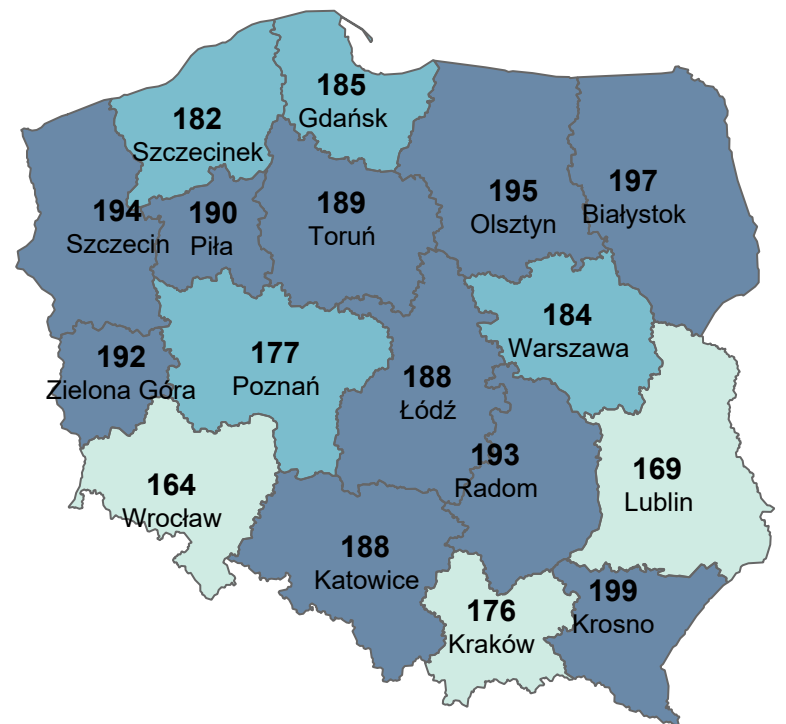 185
Gdańsk
182
Szczecinek
197
Białystok
195
Olsztyn
189
Toruń
190
Piła
194
Szczecin
184
Warszawa
177
Poznań
192
Zielona Góra
188
Łódź
193
Radom
169
Lublin
164
Wrocław
188
Katowice
199
Krosno
176
Kraków